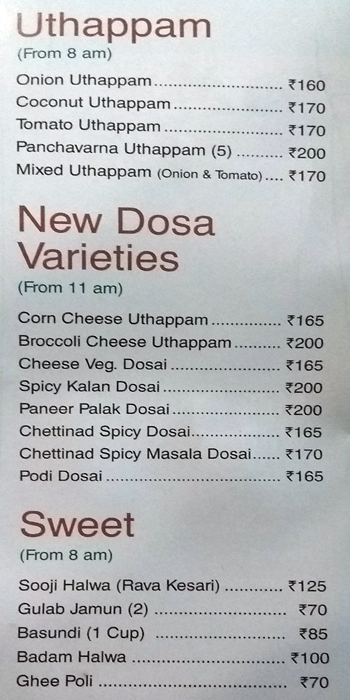 Uthappam
(From 8 am)
Onion Uthappam............................ ₹160
Coconut Uthappam........................ ₹170
Tomato Uthappam.......................... ₹170
Panchavarna Uthappam (5) .......... ₹200
Mixed Uthappam (Onion & Tomato).... ₹170
New Dosa
Varieties
(From 11 am)
Corn Cheese Uthappam............... ₹165
Broccoli Cheese Uthappam.......... ₹200
Cheese Veg. Dosai........................ ₹165
Spicy Kalan Dosai.......................... ₹200
Paneer Palak Dosai........................ ₹200
Chettinad Spicy Dosai.................... ₹165
Chettinad Spicy Masala Dosai...... ₹170
Podi Dosai...................................... ₹165
Sweet
(From 8 am)
Sooji Halwa (Rava Kesari) ............ ₹125
Gulab Jamun (2) ............................ ₹70
Basundi (1 Cup) ............................ ₹85
Badam Halwa ................................. ₹100
Ghee Poli ........................................ ₹70